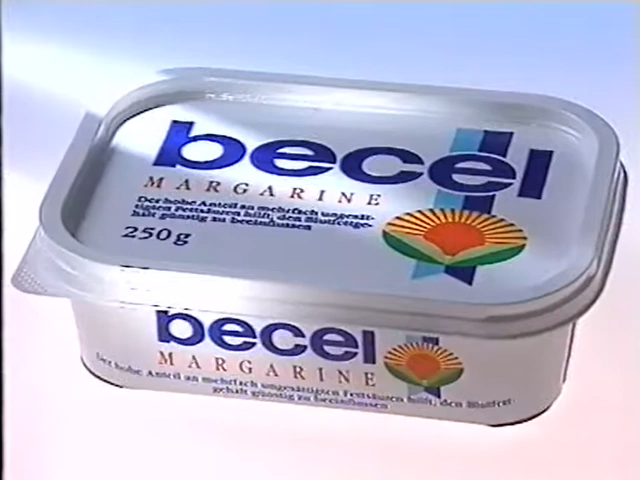 becel
MARGARINE
Der hohe Anteil an mehrfach ungesät-
tigten Fettsäuren hilft, den Blutfettge-
halt günstig zu beeinflussen
250g
becel
MARGARINE
Der hohe Anteil an mehrfach ungesättigten Fettsäuren hilft, den Blutfett-
gehalt günstig zu beeinflussen